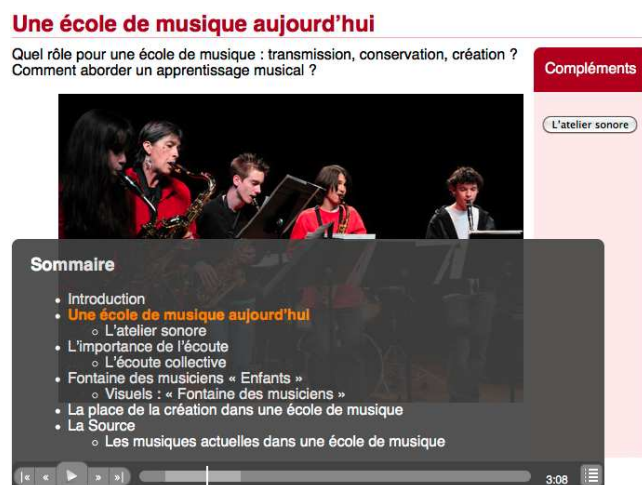 Une école de musique aujourd'hui
Quel rôle pour une école de musique : transmission, conservation, création ?
Comment aborder un apprentissage musical ?
Compléments
L'atelier sonore
Sommaire
• Introduction
• Une école de musique aujourd'hui
◦ L'atelier sonore
• L'importance de l'écoute
◦ L'écoute collective
• Fontaine des musiciens « Enfants »
◦ Visuels : « Fontaine des musiciens »
• La place de la création dans une école de musique
• La Source
◦ Les musiques actuelles dans une école de musique
3:08